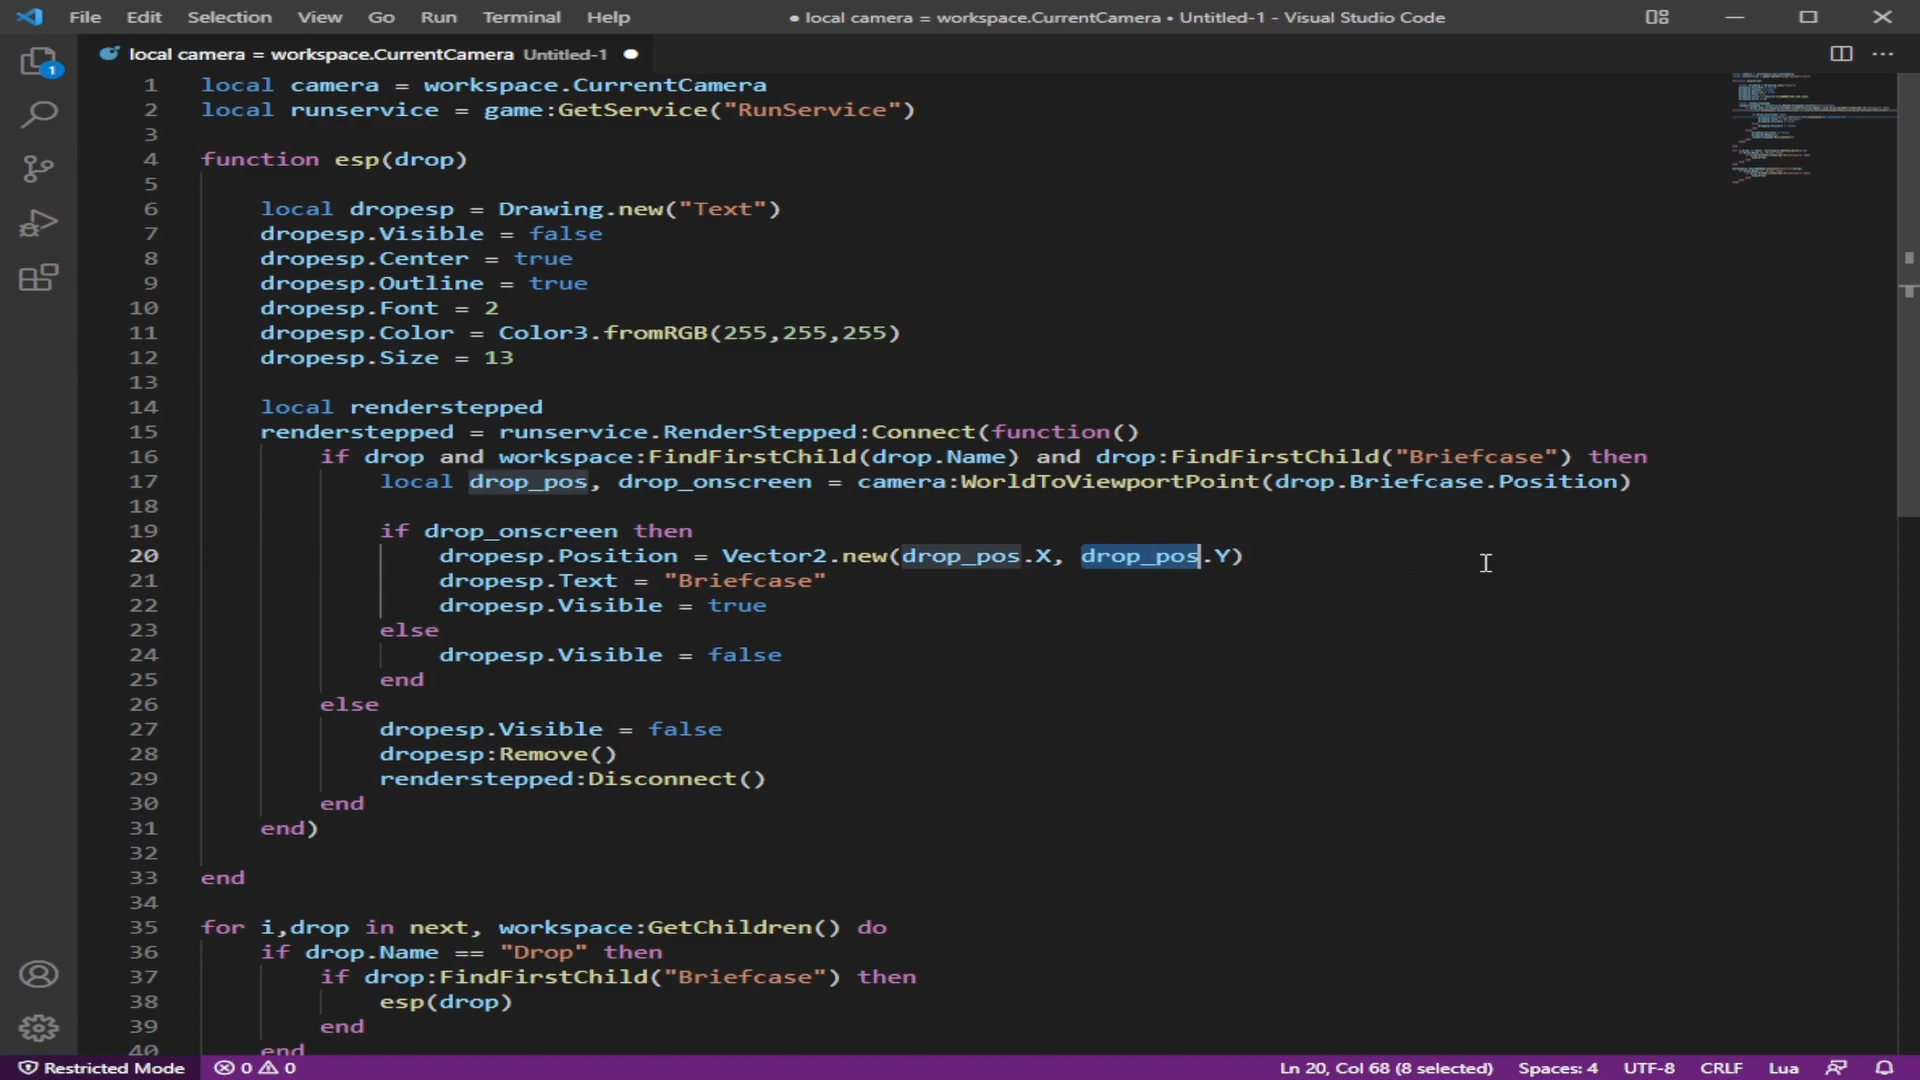 File Edit Selection View Go Run Terminal Help
● local camera = workspace.CurrentCamera • Untitled-1 - Visual Studio Code
local camera = workspace.CurrentCamera Untitled-1
1 local camera = workspace.CurrentCamera
2 local runservice = game:GetService("RunService")
3
4 function esp(drop)
5
6 local dropesp = Drawing.new("Text")
7 dropesp.Visible = false
8 dropesp.Center = true
9 dropesp.Outline = true
10 dropesp.Font = 2
11 dropesp.Color = Color3.fromRGB(255,255,255)
12 dropesp.Size = 13
13
14 local renderstepped
15 renderstepped = runservice.RenderStepped:Connect(function()
16 if drop and workspace:FindFirstChild(drop.Name) and drop:FindFirstChild("Briefcase") then
17 local drop_pos, drop_onscreen = camera:WorldToViewportPoint(drop.Briefcase.Position)
18
19 if drop_onscreen then
20 dropesp.Position = Vector2.new(drop_pos.X, drop_pos.Y)
21 dropesp.Text = "Briefcase"
22 dropesp.Visible = true
23 else
24 dropesp.Visible = false
25 end
26 else
27 dropesp.Visible = false
28 dropesp:Remove()
29 renderstepped:Disconnect()
30 end
31 end)
32
33 end
34
35 for i,drop in next, workspace:GetChildren() do
36 if drop.Name == "Drop" then
37 if drop:FindFirstChild("Briefcase") then
38 esp(drop)
39 end
40 end
1
Restricted Mode 0 0 Ln 20, Col 68 (8 selected) Spaces: 4 UTF-8 CRLF Lua